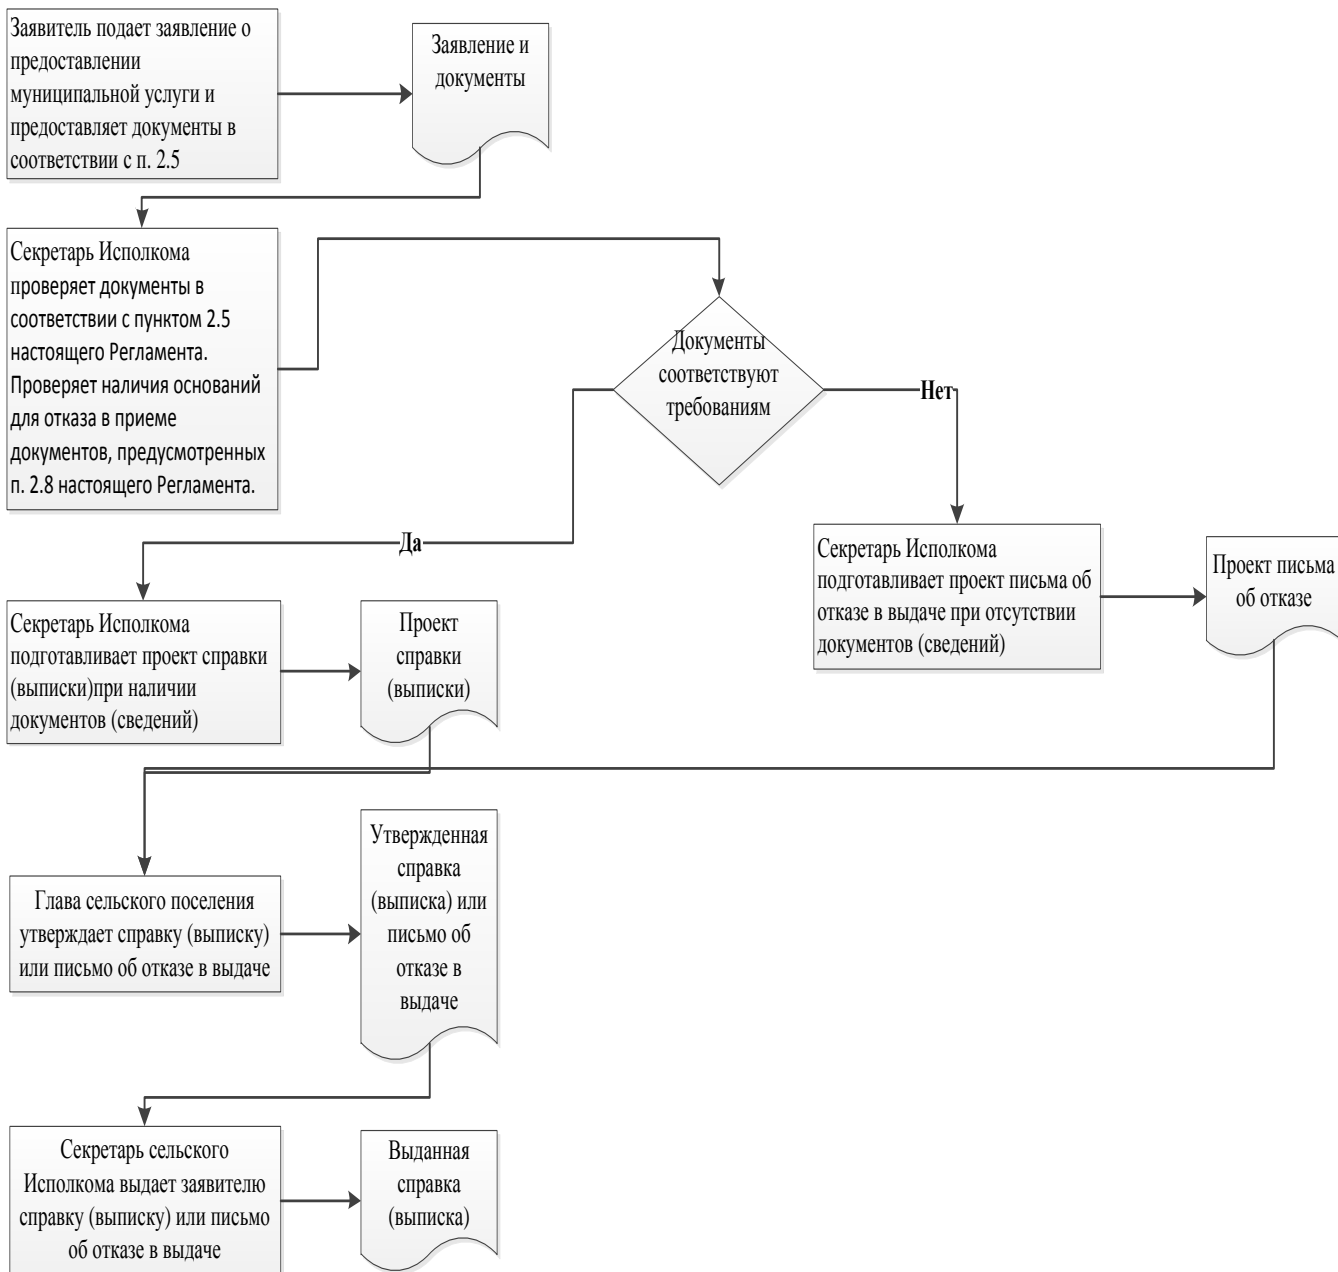 Заявитель подает заявление о
предоставлении
муниципальной услуги и
предоставляет документы в
соответствии с п. 2.5
Заявление и
документы
Секретарь Исполкома
проверяет документы в
соответствии с пунктом 2.5
настоящего Регламента.
Проверяет наличия оснований
для отказа в приеме
документов, предусмотренных
п. 2.8 настоящего Регламента.
Документы
соответствуют
требованиям
Нет
Да
Секретарь Исполкома
подготавливает проект письма об
отказе в выдаче при отсутствии
документов (сведений)
Проект письма
об отказе
Секретарь Исполкома
подготавливает проект справки
(выписки)при наличии
документов (сведений)
Проект
справки
(выписки)
Глава сельского поселения
утверждает справку (выписку)
или письмо об отказе в выдаче
Утвержденная
справка
(выписка) или
письмо об
отказе в
выдаче
Секретарь сельского
Исполкома выдает заявителю
справку (выписку) или письмо
об отказе в выдаче
Выданная
справка
(выписка)